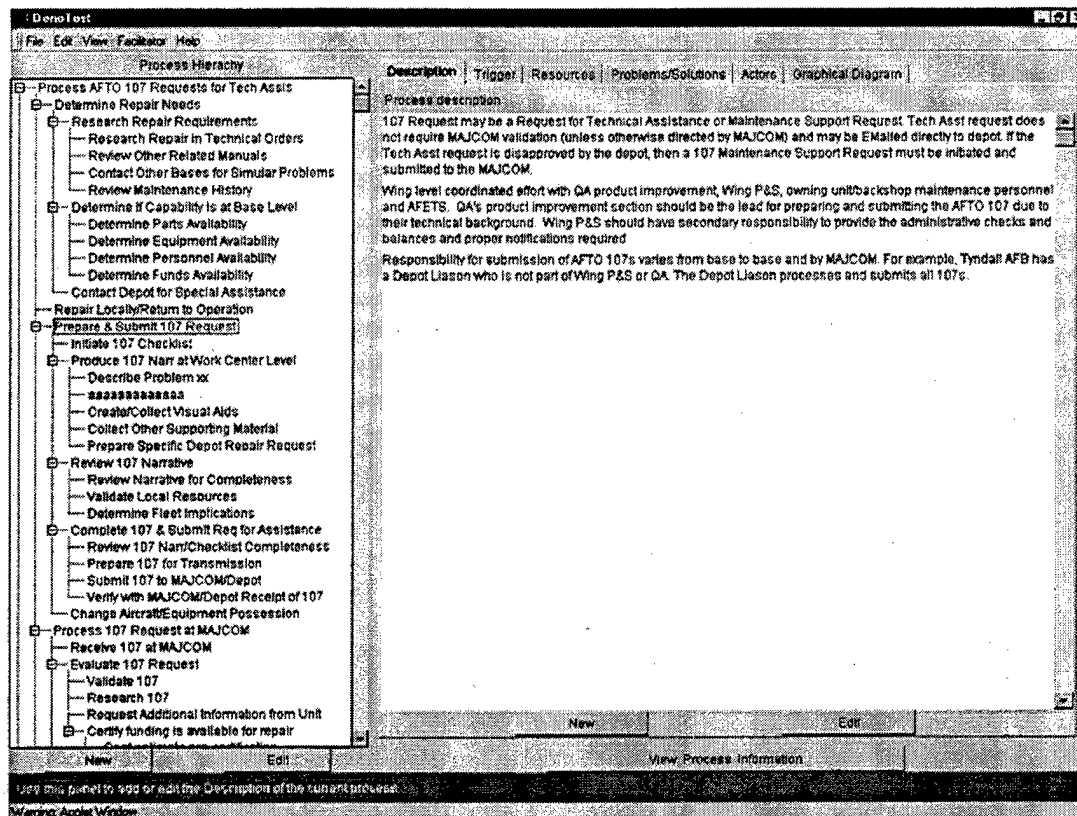 : DemoTest
File Edit View Facilitator Help
Process Hierachy
Process AFTO 107 Requests for Tech Assis
Determine Repair Needs
Research Repair Requirements
Research Repair in Technical Orders
Review Other Related Manuals
Contact Other Bases for Simular Problems
Review Maintenance History
Determine if Capability is at Base Level
Determine Parts Availability
Determine Equipment Availability
Determine Personnel Availability
Determine Funds Availability
Contact Depot for Special Assistance
Repair Locally/Return to Operation
Prepare & Submit 107 Request
Initiate 107 Checklist
Produce 107 Narr at Work Center Level
Describe Problem xx
aaaaaaaaaaaaa
Create/Collect Visual Aids
Collect Other Supporting Material
Prepare Specific Depot Repair Request
Review 107 Narrative
Review Narrative for Completeness
Validate Local Resources
Determine Fleet Implications
Complete 107 & Submit Req for Assistance
Review 107 Narr/Checklist Completeness
Prepare 107 for Transmission
Submit 107 to MAJCOM/Depot
Verify with MAJCOM/Depot Receipt of 107
Change Aircraft/Equipment Possession
Process 107 Request at MAJCOM
Receive 107 at MAJCOM
Evaluate 107 Request
Validate 107
Research 107
Request Additional Information from Unit
Certify funding is available for repair
New Edit
Description Trigger Resources Problems/Solutions Actors Graphical Diagram
Process description
107 Request may be a Request for Technical Assistance or Maintenance Support Request. Tech Asst request does
not require MAJCOM validation (unless otherwise directed by MAJCOM) and may be EMailed directly to depot. If the
Tech Asst request is disapproved by the depot, then a 107 Maintenance Support Request must be initiated and
submitted to the MAJCOM.
Wing level coordinated effort with QA product improvement, Wing P&S, owning unit/backshop maintenance personnel
and AFETS. QA's product improvement section should be the lead for preparing and submitting the AFTO 107 due to
their technical background. Wing P&S should have secondary responsibility to provide the administrative checks and
balances and proper notifications required
Responsibility for submission of AFTO 107s varies from base to base and by MAJCOM. For example, Tyndall AFB has
a Depot Liason who is not part of Wing P&S or QA. The Depot Liason processes and submits all 107s.
New Edit
View Process Information
Use this panel to add or edit the Description of the current process.
Warning: Applet Window